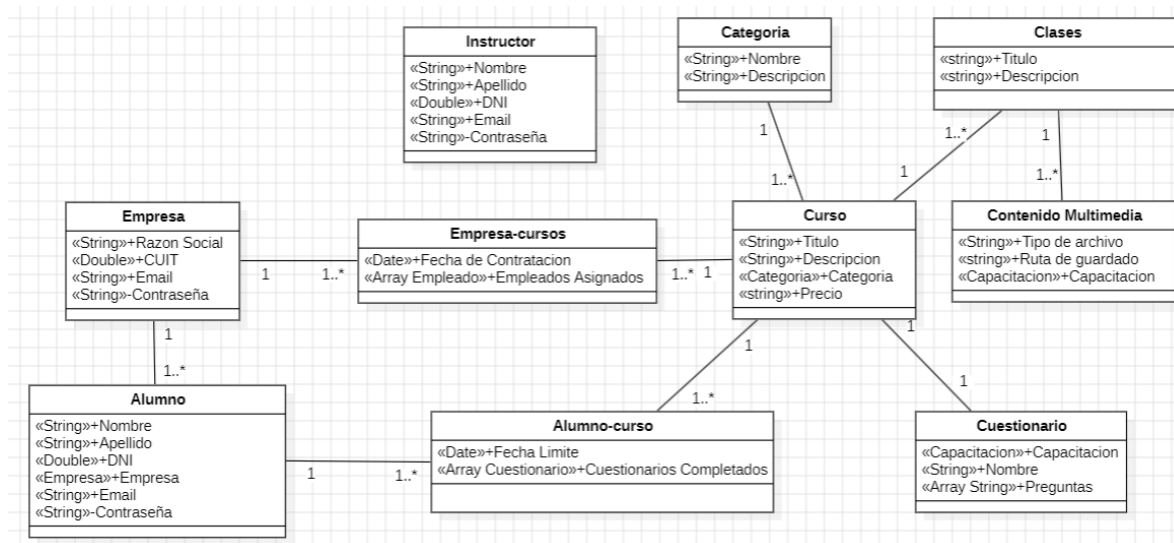 Instructor
«String»+Nombre
«String»+Apellido
«Double»+DNI
«String»+Email
«String»-Contraseña
Categoria
«String»+Nombre
«String»+Descripcion
Clases
«string»+Titulo
«string»+Descripcion
1
1..*
1..*
1
1
1..*
Empresa
«String»+Razon Social
«Double»+CUIT
«String»+Email
«String»-Contraseña
1
1..*
Empresa-cursos
«Date»+Fecha de Contratacion
«Array Empleado»+Empleados Asignados
1..*
1
Curso
«String»+Titulo
«String»+Descripcion
«Categoria»+Categoria
«string»+Precio
Contenido Multimedia
«String»+Tipo de archivo
«string»+Ruta de guardado
«Capacitacion»+Capacitacion
1
1..*
1
1..*
1
1
Alumno
«String»+Nombre
«String»+Apellido
«Double»+DNI
«Empresa»+Empresa
«String»+Email
«String»-Contraseña
1
1..*
Alumno-curso
«Date»+Fecha Limite
«Array Cuestionario»+Cuestionarios Completados
Cuestionario
«Capacitacion»+Capacitacion
«String»+Nombre
«Array String»+Preguntas